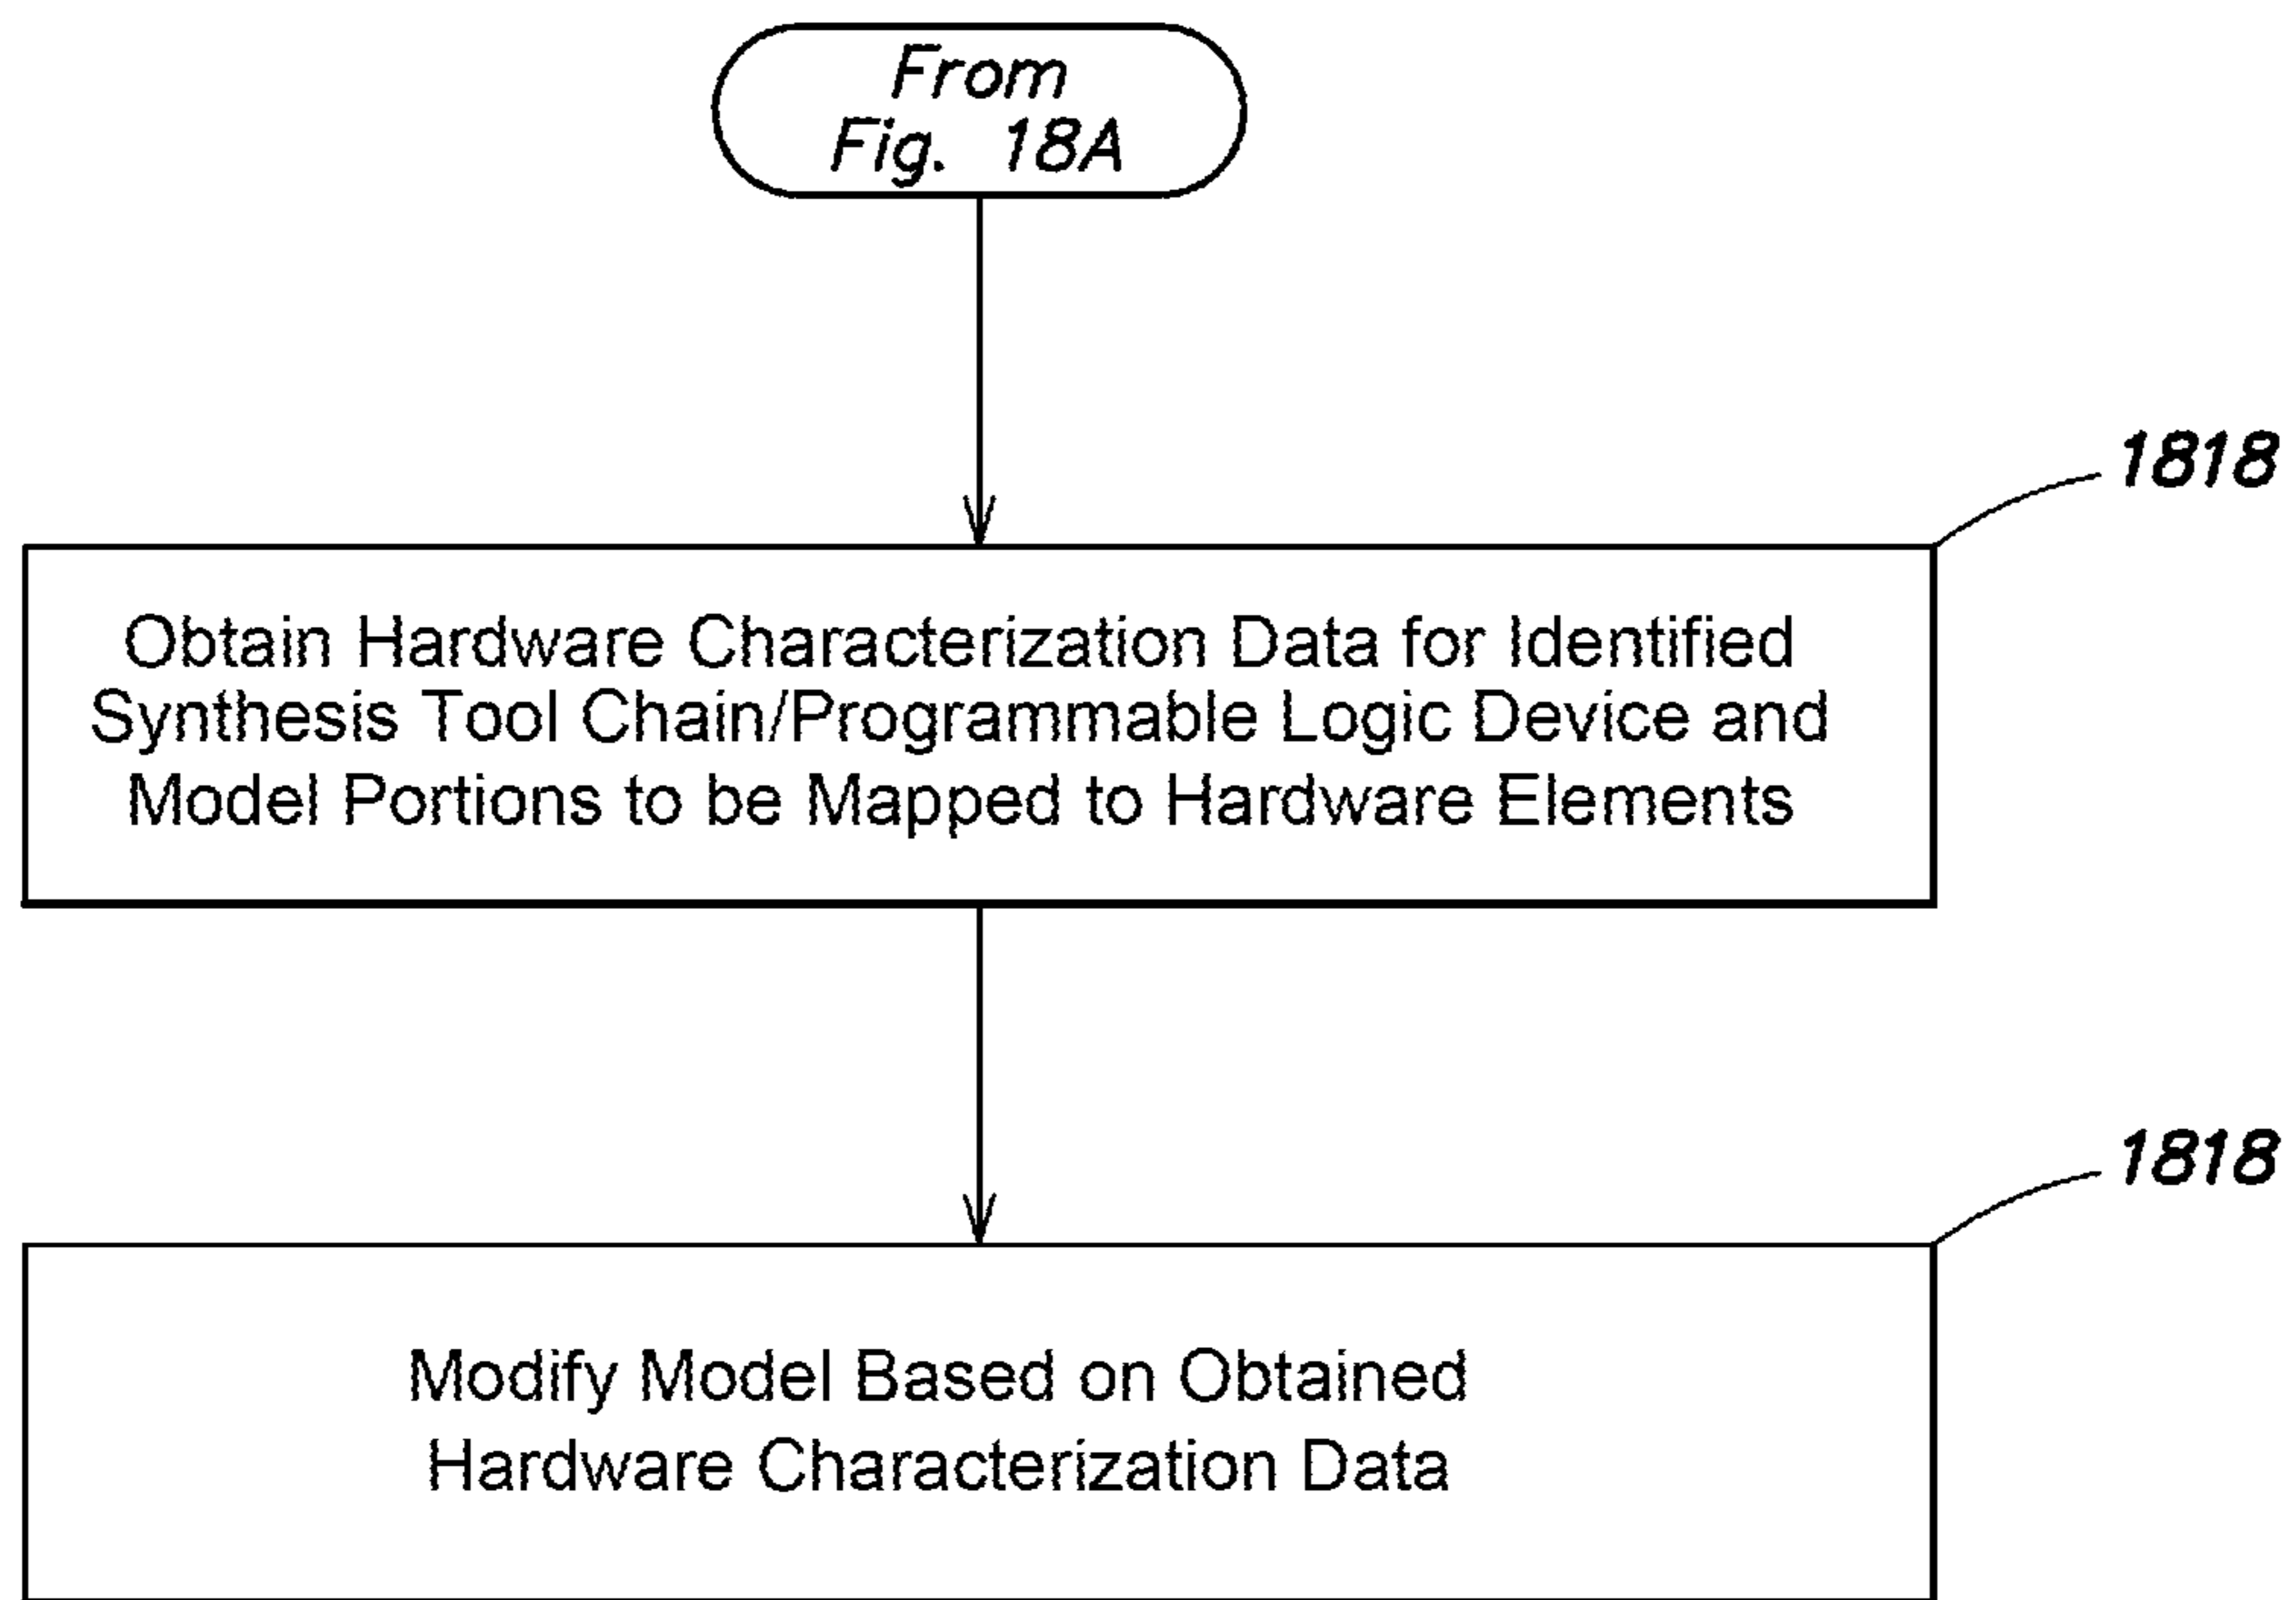 From
Fig. 18A
1818
Obtain Hardware Characterization Data for Identified
Synthesis Tool Chain/Programmable Logic Device and
Model Portions to be Mapped to Hardware Elements
1818
Modify Model Based on Obtained
Hardware Characterization Data